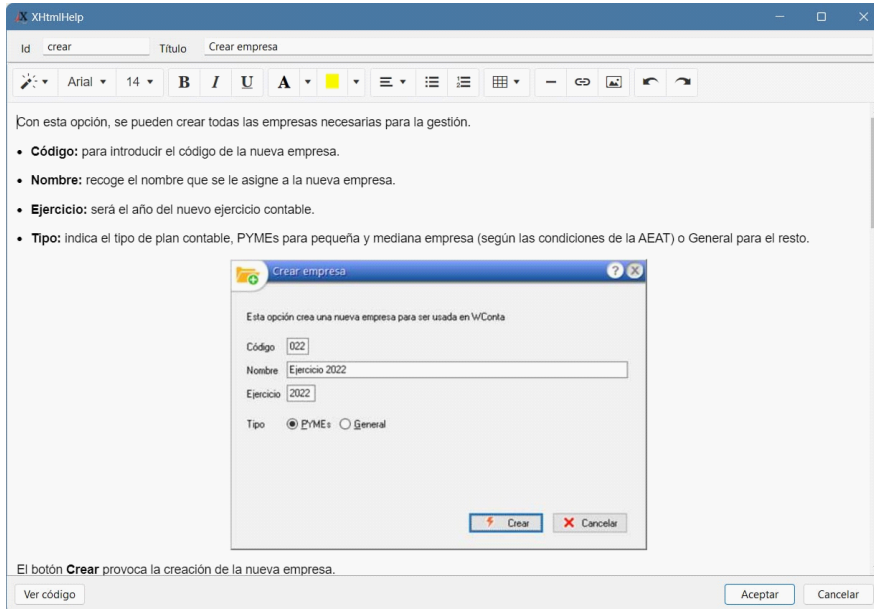 XHtmlHelp
Id crear Título Crear empresa
Arial 14 B I U A
Con esta opción, se pueden crear todas las empresas necesarias para la gestión.
• Código: para introducir el código de la nueva empresa.
• Nombre: recoge el nombre que se le asigne a la nueva empresa.
• Ejercicio: será el año del nuevo ejercicio contable.
• Tipo: indica el tipo de plan contable, PYMEs para pequeña y mediana empresa (según las condiciones de la AEAT) o General para el resto.
Crear empresa
Esta opción crea una nueva empresa para ser usada en WConta
Código 022
Nombre Ejercicio 2022
Ejercicio 2022
Tipo PYMEs General
Crear Cancelar
El botón Crear provoca la creación de la nueva empresa.
Ver código Aceptar Cancelar